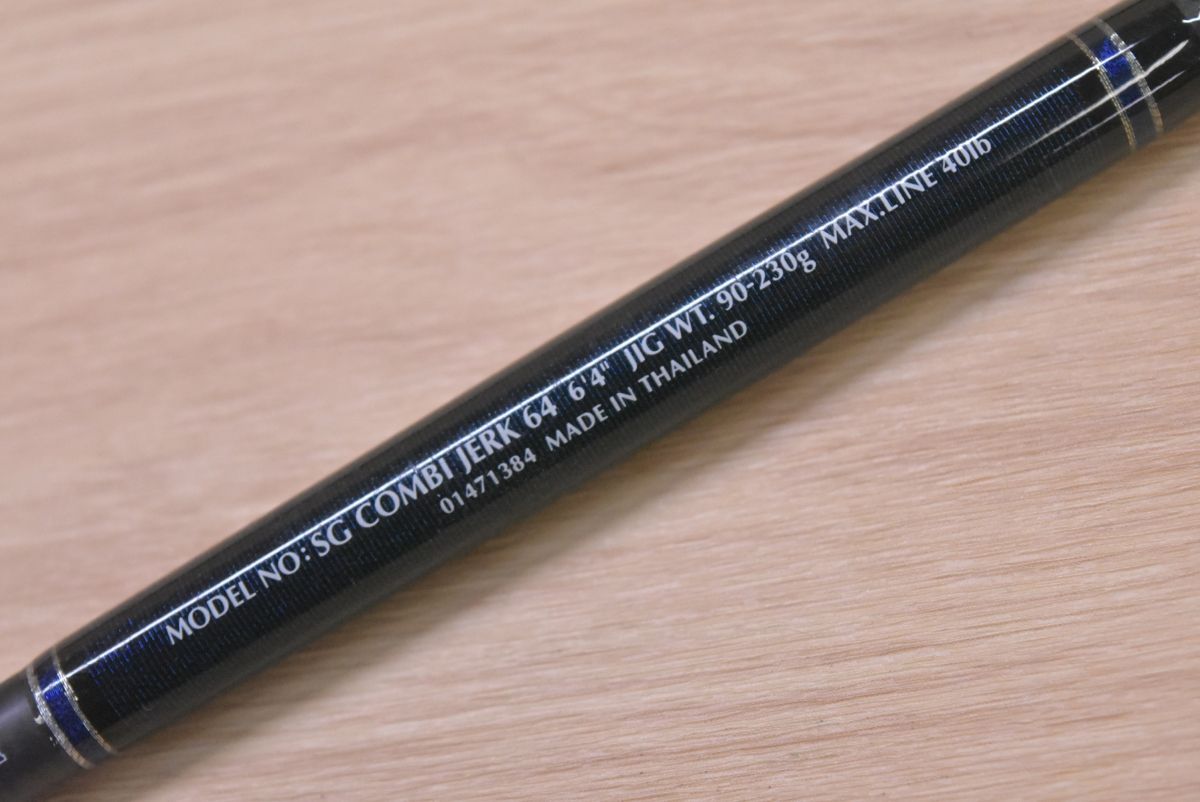 MODEL NO: SG COMBI JERK 64 6'4" JIG WT. 90-230g MAX.LINE 40lb
01471384 MADE IN THAILAND